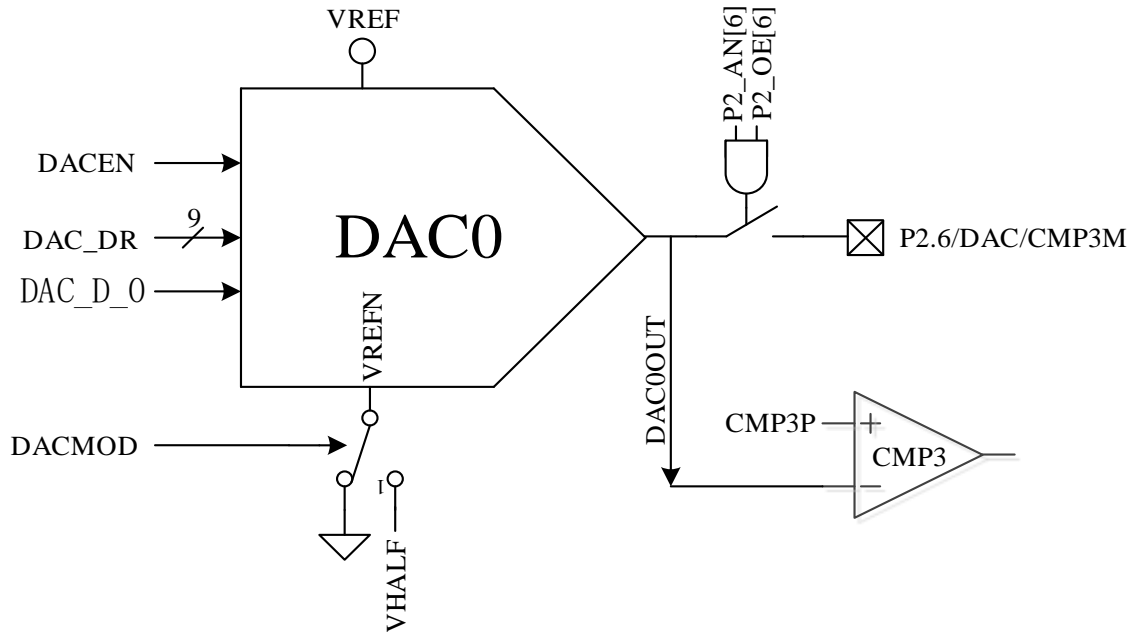 VREF
P2_AN[6]
P2_OE[6]
DACEN
DAC_DR
9
DAC_D_0
DAC0
VREFN
P2.6/DAC/CMP3M
DAC0OUT
DACMOD
1
VHALF
CMP3P
+
CMP3
−